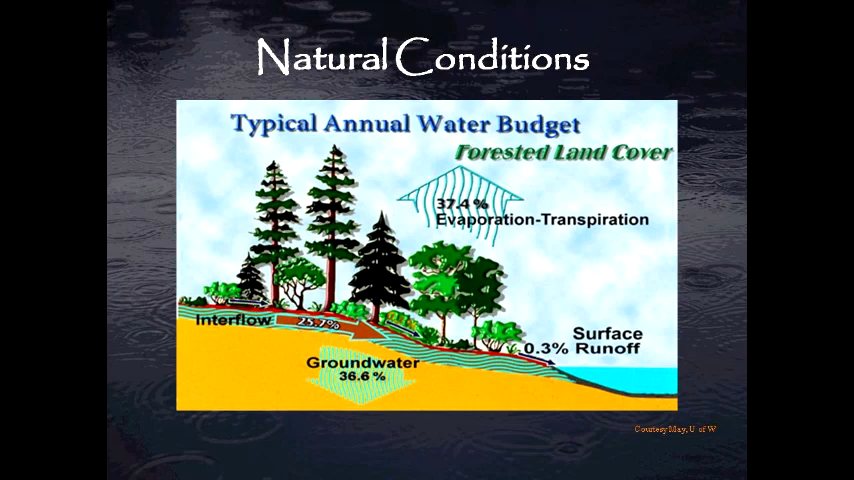 Natural Conditions
Typical Annual Water Budget
Forested Land Cover
37.4 %
Evaporation-Transpiration
Interflow 25.7%
Surface
0.3% Runoff
Groundwater
36.6 %
Courtesy May, U of W